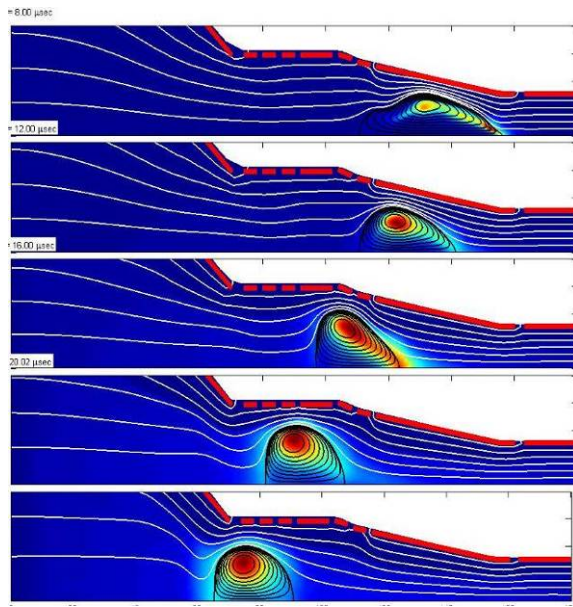 = 8.00 μsec
= 12.00 μsec
= 16.00 μsec
20.02 μsec